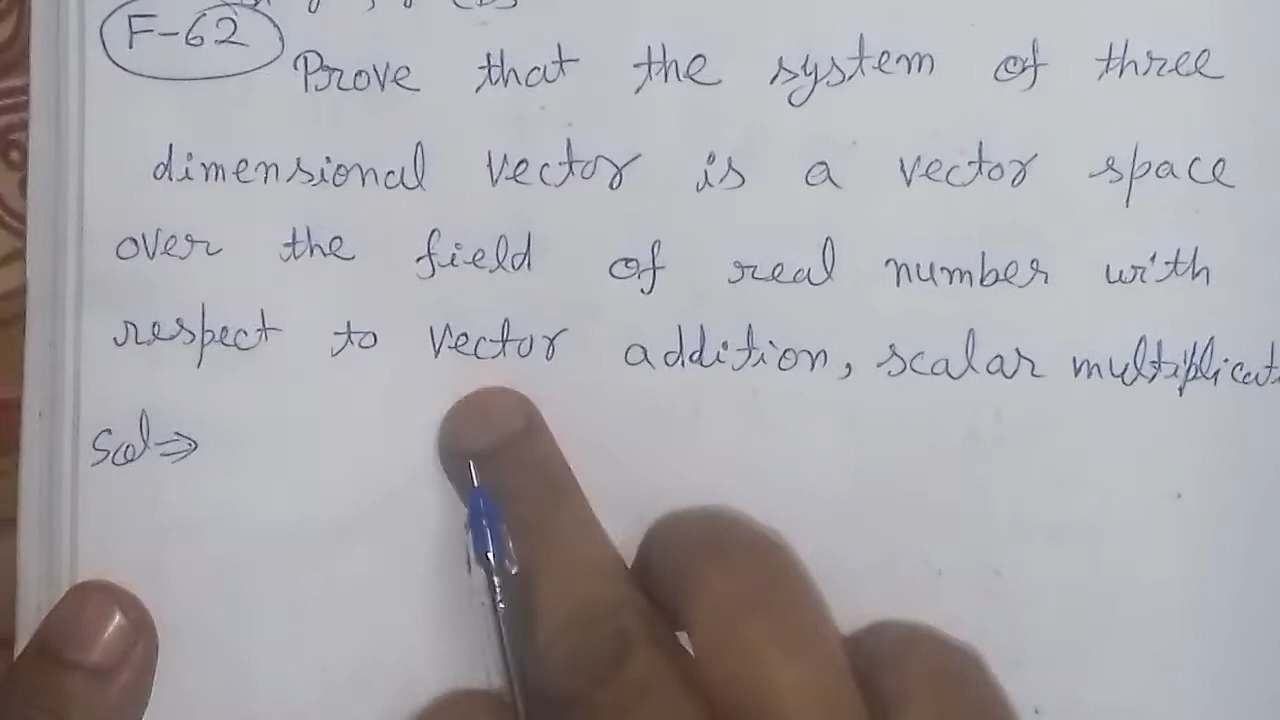 F-62
Prove that the system of three
dimensional vector is a vector space
over the field of real number with
respect to vector addition, scalar multiplicat
Sol⇒